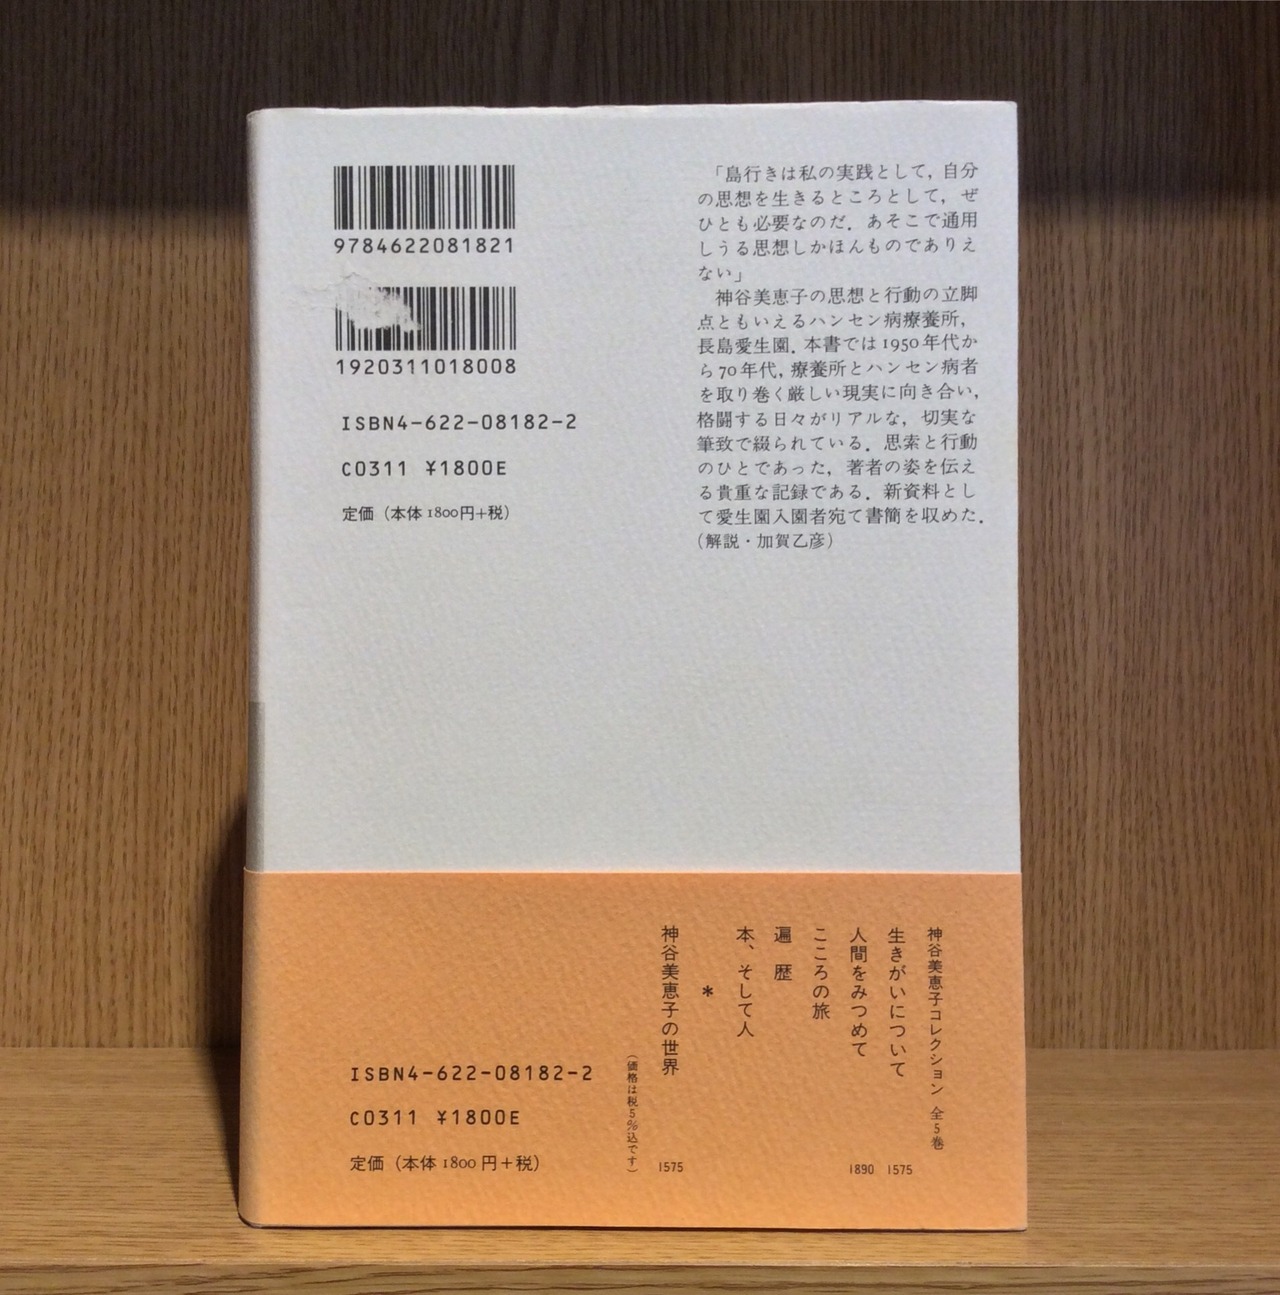 9784622081821
1920311018008
ISBN4-622-08182-2
C0311 ¥1800E
定価（本体1800円+税）
「島行きは私の実践として，自分
の思想を生きるところとして，ぜ
ひとも必要なのだ．あそこで通用
しうる思想しかほんものでありえ
ない」
神谷美恵子の思想と行動の立脚
点ともいえるハンセン病療養所，
長島愛生園．本書では1950年代か
ら70年代，療養所とハンセン病者
を取り巻く厳しい現実に向き合い，
格闘する日々がリアルな，切実な
筆致で綴られている．思索と行動
のひとであった，著者の姿を伝え
る貴重な記録である．新資料とし
て愛生園入園者宛て書簡を収めた．
（解説・加賀乙彦）
神谷美恵子コレクション 全5巻
生きがいについて 1575
人間をみつめて 1890
こころの旅
遍歴
本、そして人
＊
神谷美恵子の世界 1575
（価格は税5%込です）
ISBN4-622-08182-2
C0311 ¥1800E
定価（本体1800円＋税）